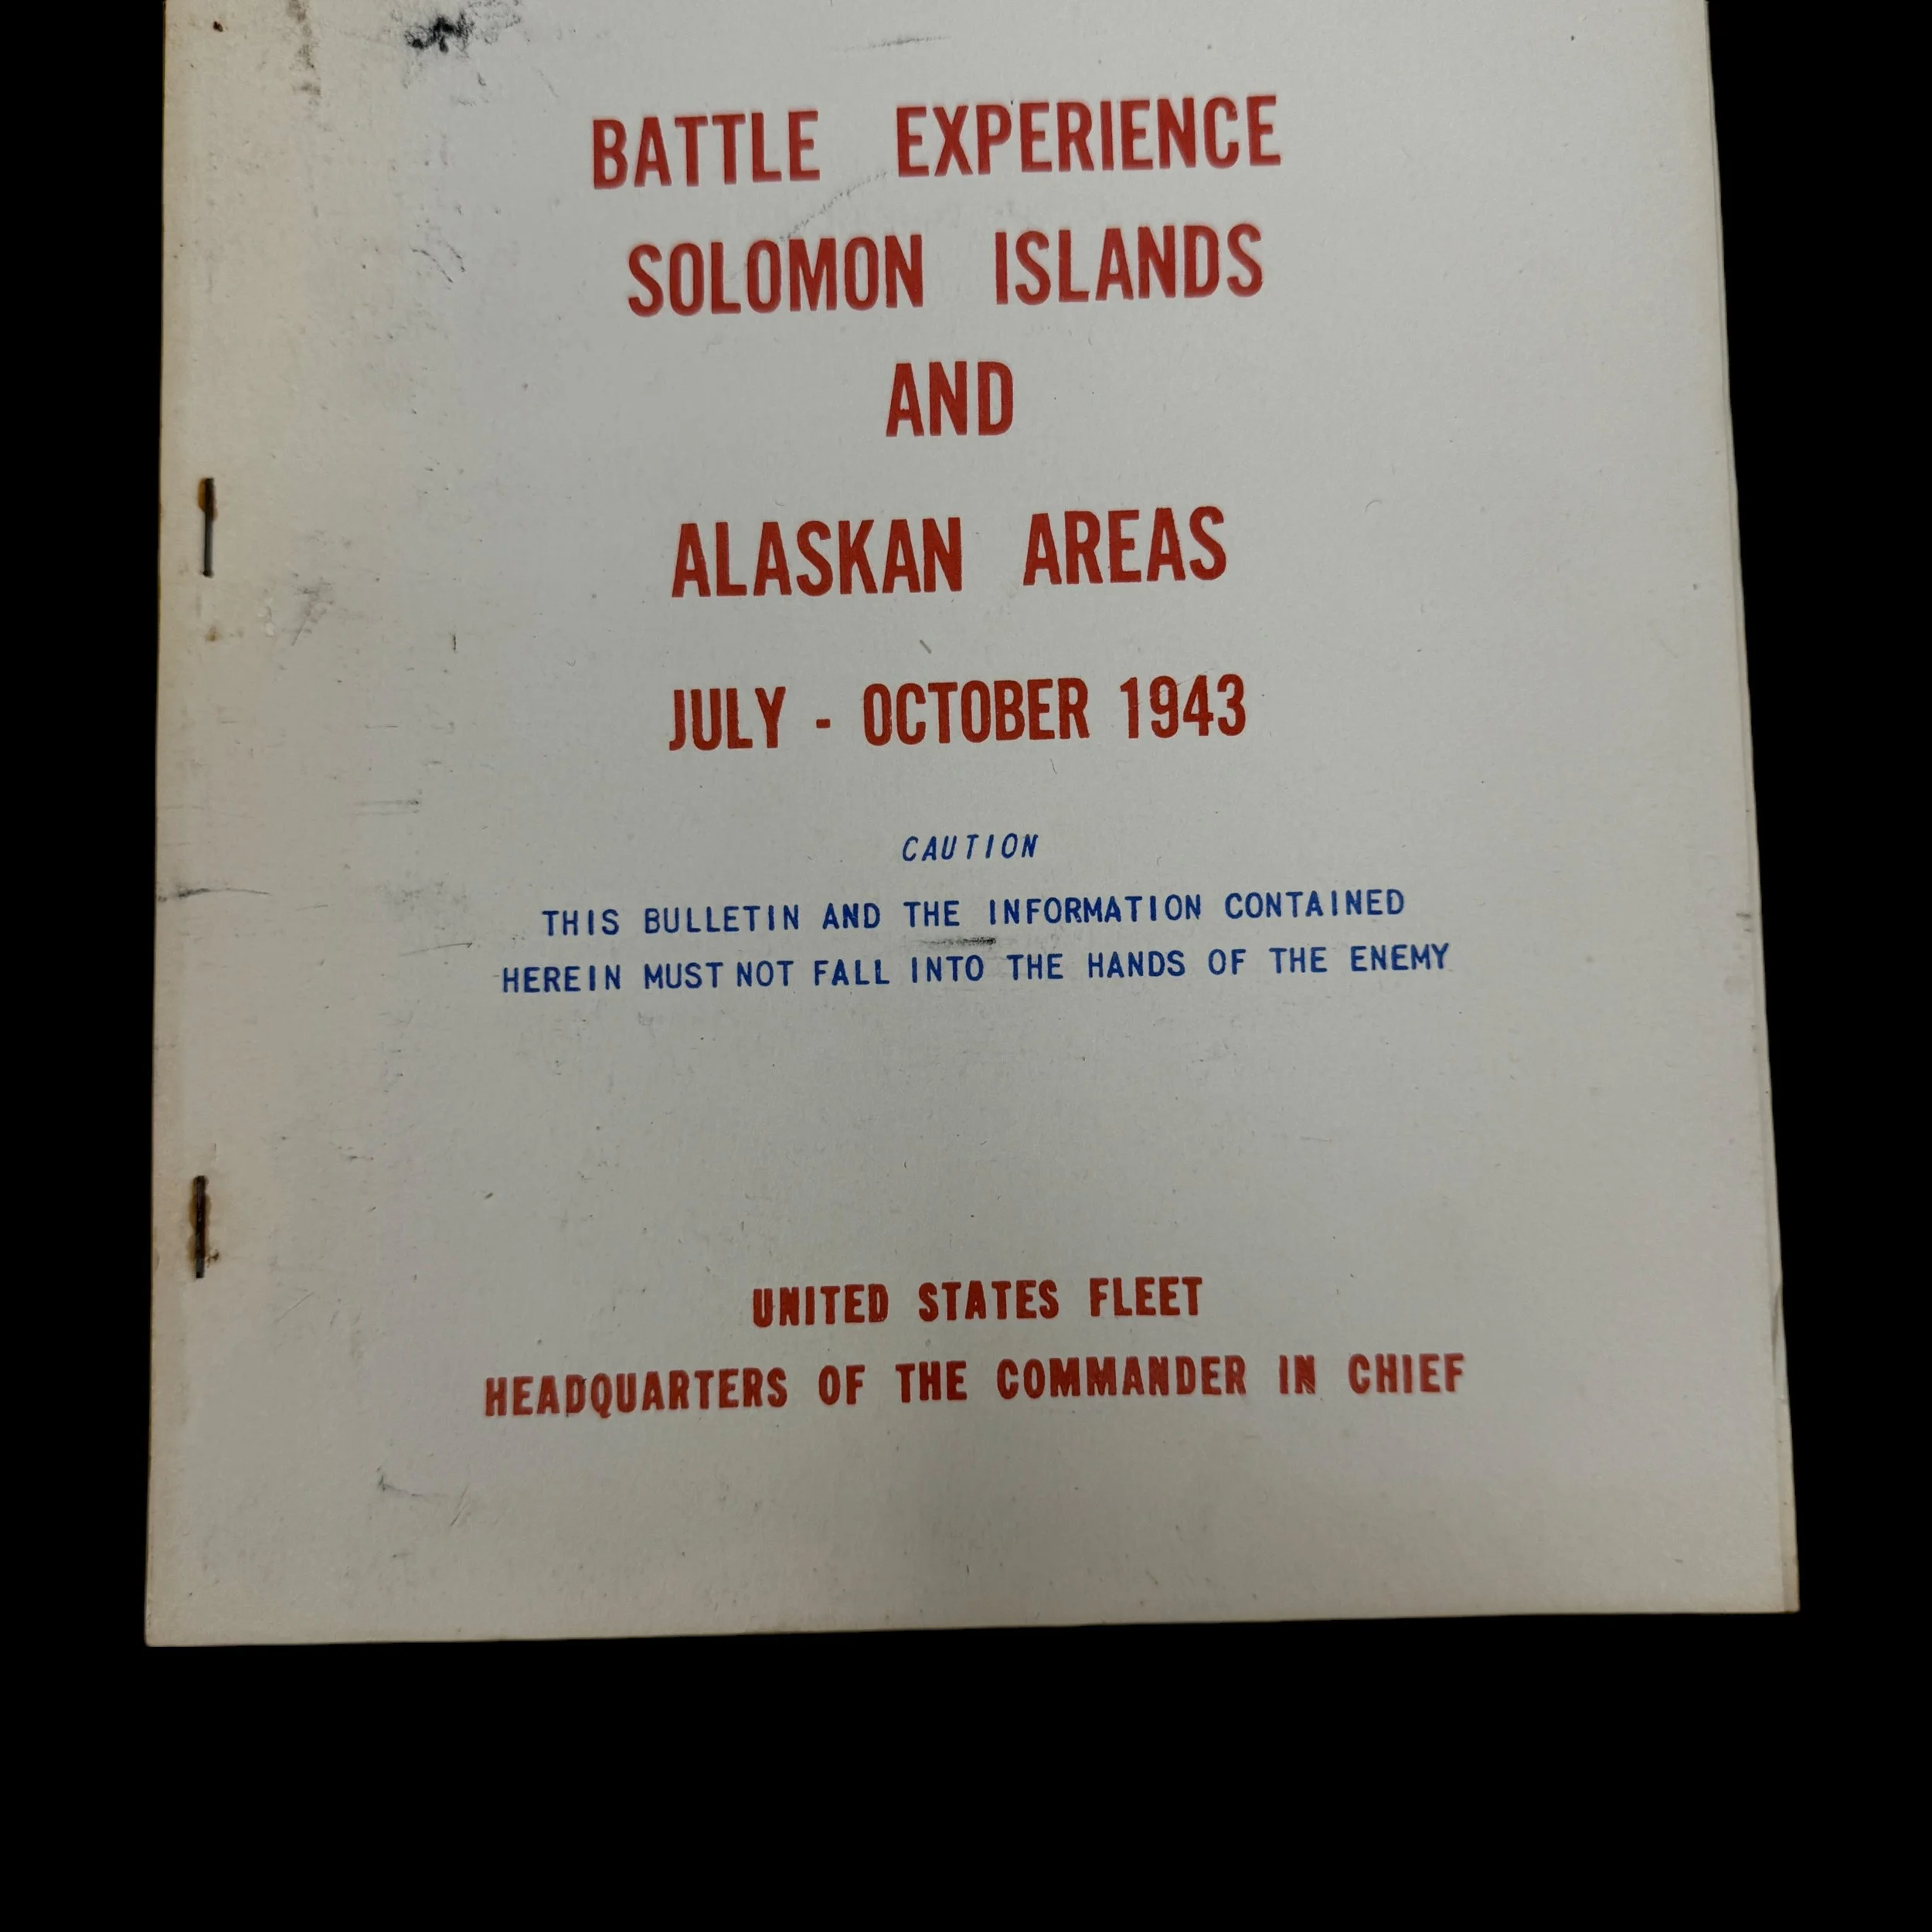 BATTLE EXPERIENCE
SOLOMON ISLANDS
AND
ALASKAN AREAS
JULY - OCTOBER 1943
CAUTION
THIS BULLETIN AND THE INFORMATION CONTAINED
HEREIN MUST NOT FALL INTO THE HANDS OF THE ENEMY
UNITED STATES FLEET
HEADQUARTERS OF THE COMMANDER IN CHIEF